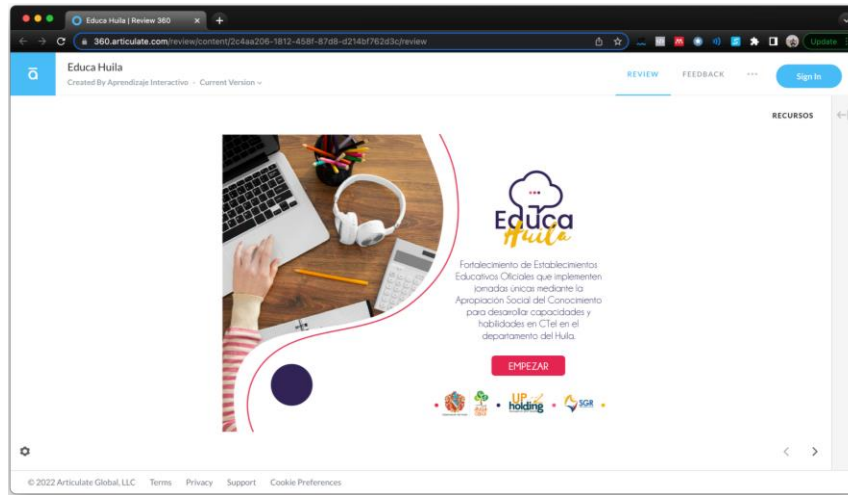 Educa Huila | Review 360
360.articulate.com/review/content/2c4aa206-1812-458f-87d8-d214bf762d3c/review
Update
ā
Educa Huila
Created By Aprendizaje Interactivo - Current Version
REVIEW
FEEDBACK
Sign In
RECURSOS
Educa
Huila
Fortalecimiento de Establecimientos
Educativos Oficiales que implementen
jornadas únicas mediante la
Apropiación Social del Conocimiento
para desarrollar capacidades y
habilidades en CTeI en el
departamento del Huila.
EMPEZAR
UP
holding
SGR
© 2022 Articulate Global, LLC
Terms
Privacy
Support
Cookie Preferences